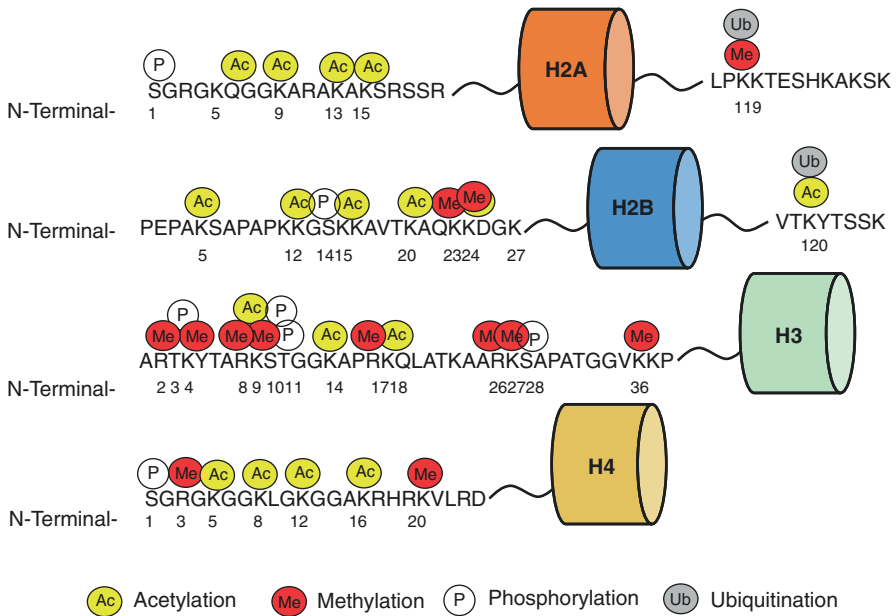 Ub
P Ac Ac Ac Ac Me
H2A
SGRGKQGGKARAKAKSRSSR LPKKTESHKAKSK
N-Terminal- 1 5 9 13 15 119
Ub
Ac Ac P Ac Ac Me Me Ac
H2B
N-Terminal- PEPAKSAPAPKKGSKKAVTKAQKKDGK VTKYTSSK
5 12 1415 20 2324 27 120
P Ac P
Me Me Me Me P Ac Me Ac Me Me P Me
H3
ARTKYTARKSTGGKAPRKQLATKAARKSAPATGGVKKP
N-Terminal- 2 3 4 8 9 1011 14 1718 262728 36
H4
P Me Ac Ac Ac Ac Me
SGRGKGGKLGKGGAKRHRKVLRD
N-Terminal- 1 3 5 8 12 16 20
Ac Acetylation Me Methylation P Phosphorylation Ub Ubiquitination